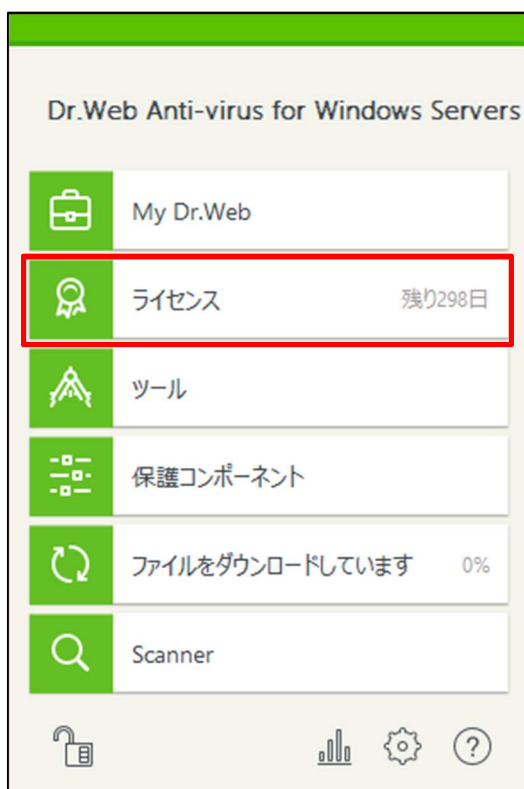 Dr.Web Anti-virus for Windows Servers
My Dr.Web
ライセンス 残り298日
ツール
保護コンポーネント
ファイルをダウンロードしています 0%
Scanner